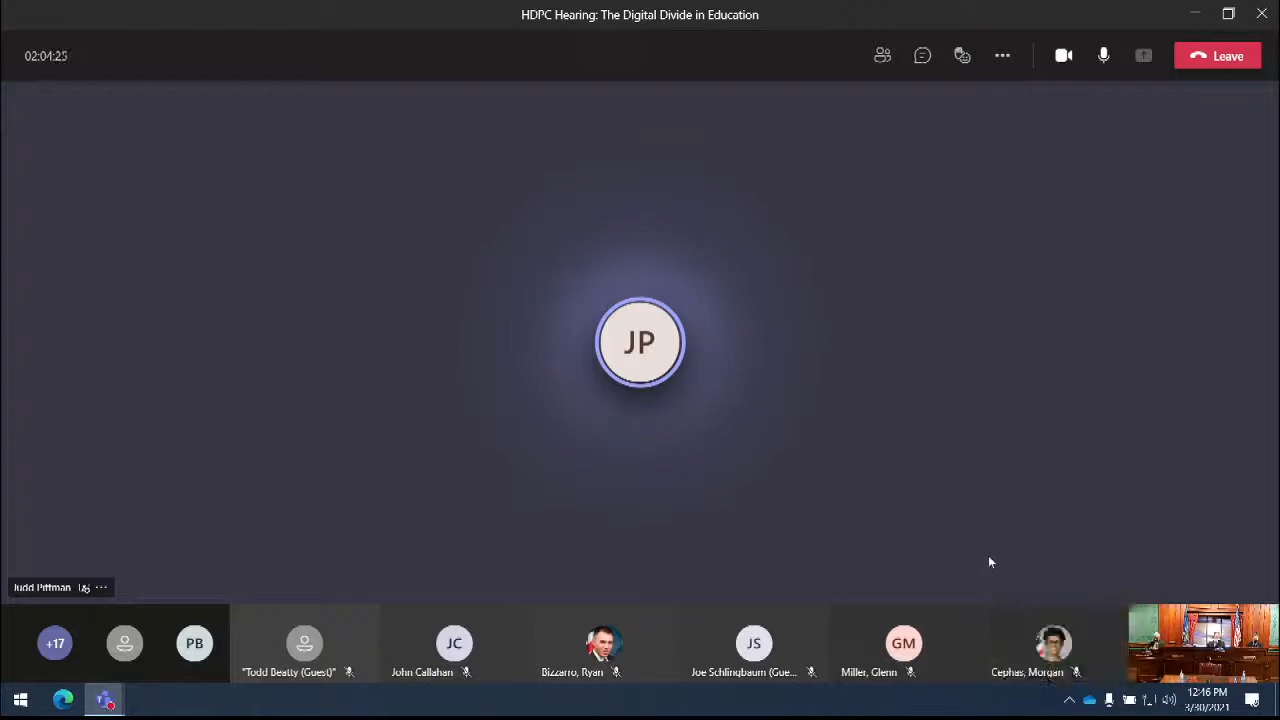 HDPC Hearing: The Digital Divide in Education
02:04:25
Leave
JP
Judd Pittman
+17
PB
"Todd Beatty (Guest)"
JC
John Callahan
Bizzarro, Ryan
JS
Joe Schlingbaum (Gue...
GM
Miller, Glenn
Cephas, Morgan
12:46 PM
3/30/2021